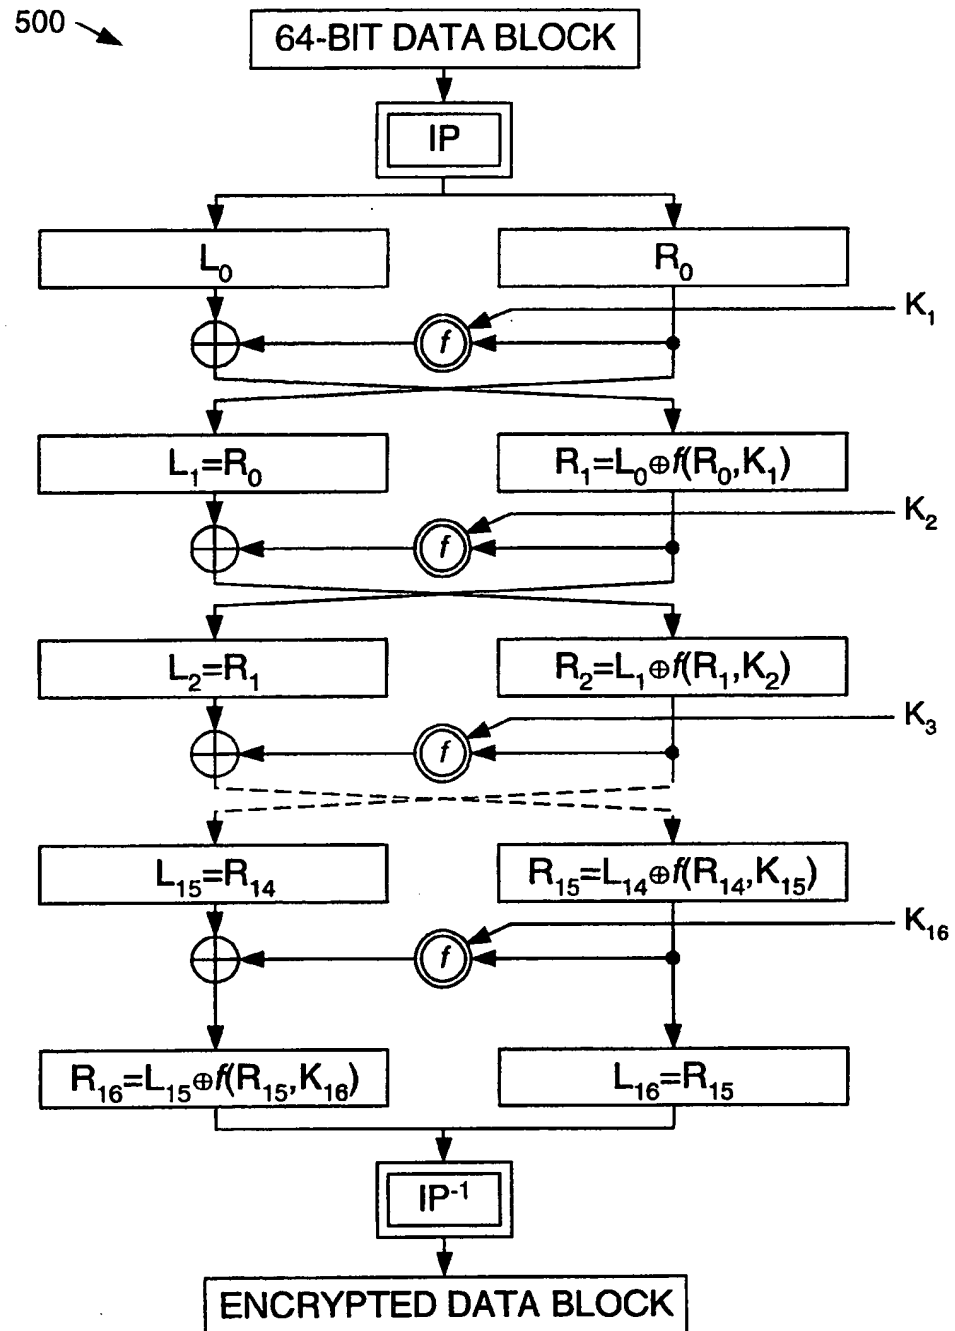 500
64-BIT DATA BLOCK
IP
L₀
R₀
K₁
f
L₁=R₀
R₁=L₀⊕f(R₀,K₁)
K₂
f
L₂=R₁
R₂=L₁⊕f(R₁,K₂)
K₃
f
L₁₅=R₁₄
R₁₅=L₁₄⊕f(R₁₄,K₁₅)
K₁₆
f
R₁₆=L₁₅⊕f(R₁₅,K₁₆)
L₁₆=R₁₅
IP⁻¹
ENCRYPTED DATA BLOCK